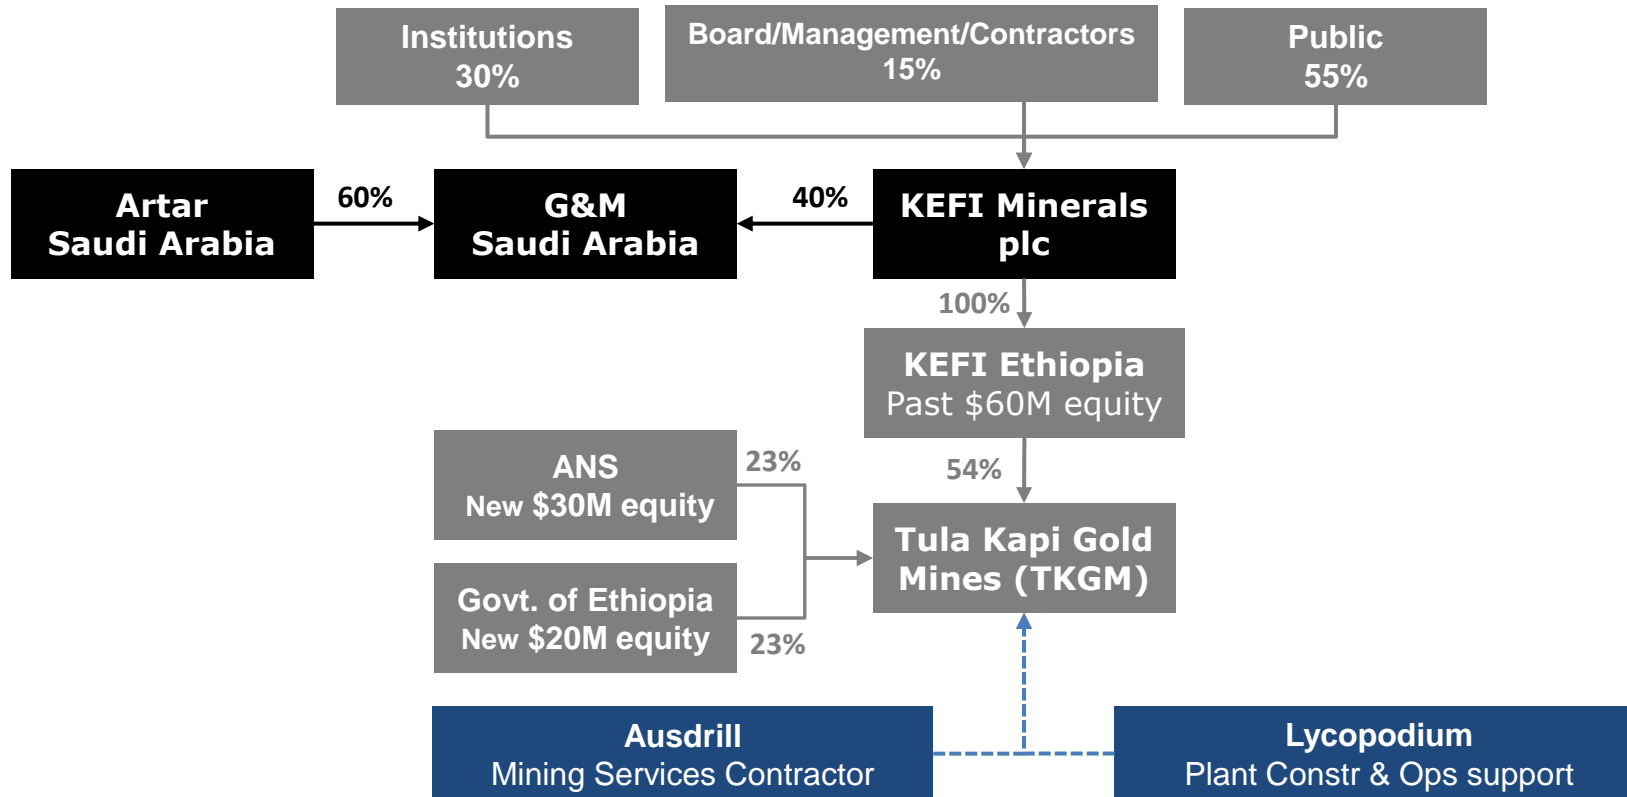 Institutions
30%
Board/Management/Contractors
15%
Public
55%
Artar
Saudi Arabia
60%
G&M
Saudi Arabia
40%
KEFI Minerals
plc
100%
KEFI Ethiopia
Past $60M equity
54%
ANS
New $30M equity
23%
Tula Kapi Gold
Mines (TKGM)
Govt. of Ethiopia
New $20M equity
23%
Ausdrill
Mining Services Contractor
Lycopodium
Plant Constr & Ops support